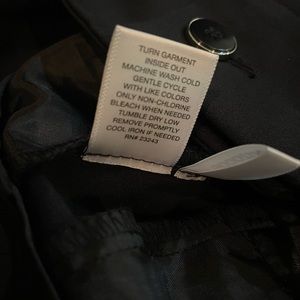 TURN GARMENT
INSIDE OUT
MACHINE WASH COLD
GENTLE CYCLE
WITH LIKE COLORS
ONLY NON-CHLORINE
BLEACH WHEN NEEDED
TUMBLE DRY LOW
REMOVE PROMPTLY
COOL IRON IF NEEDED
RN# 23243